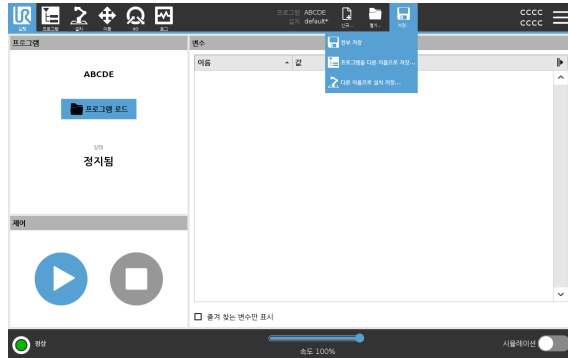 UR
실행
프로그램
설치
이동
I/O
로그
프로그램 ABCDE
설치 default*
신규...
열기...
저장...
CCCC
CCCC
전부 저장
프로그램을 다른 이름으로 저장...
다른 이름으로 설치 저장...
프로그램
ABCDE
프로그램 로드
상태
정지됨
제어
변수
이름
값
즐겨 찾는 변수만 표시
정상
속도 100%
시뮬레이션